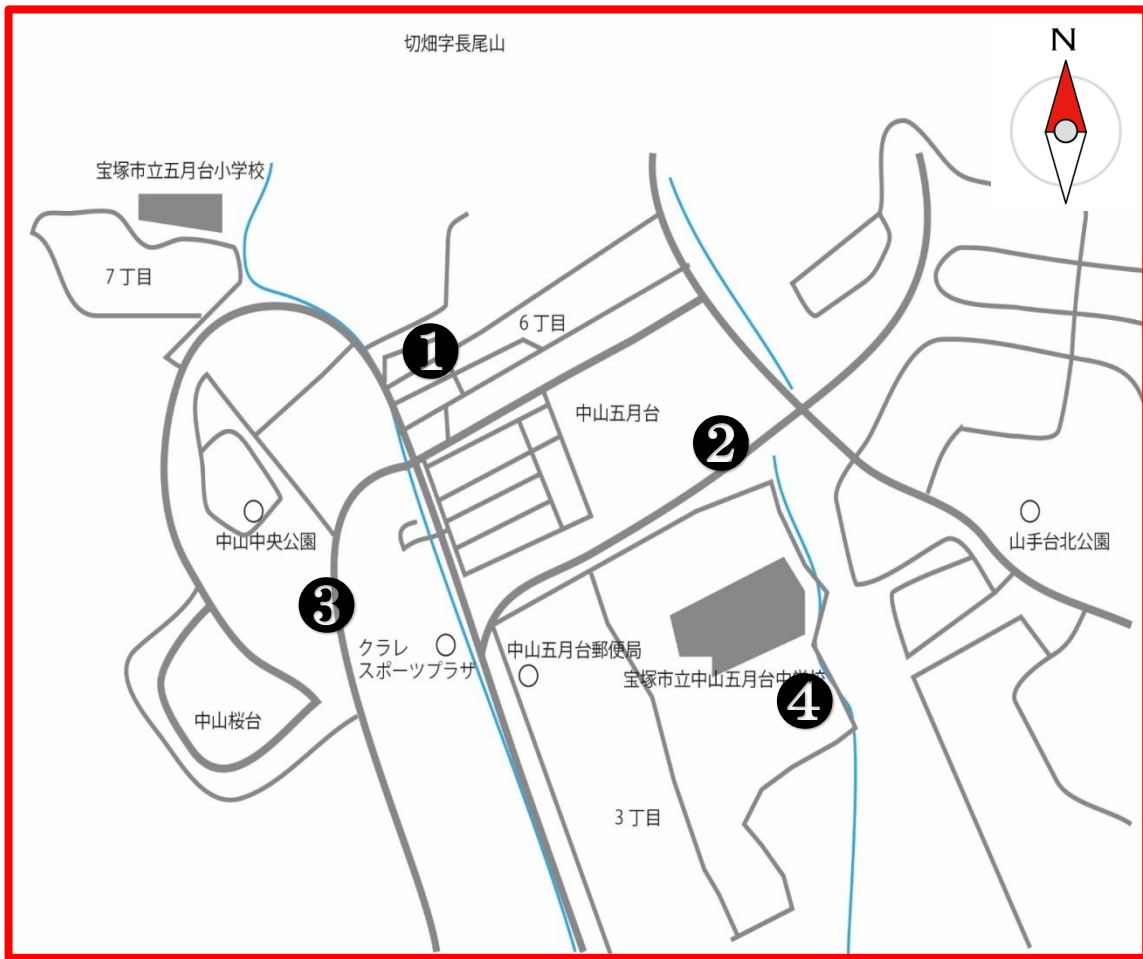 切畑字長尾山
N
宝塚市立五月台小学校
7丁目
6丁目
❶
中山五月台
❷
中山中央公園
山手台北公園
❸
クラレ
スポーツプラザ
中山五月台郵便局
宝塚市立中山五月台中学校
❹
中山桜台
3丁目